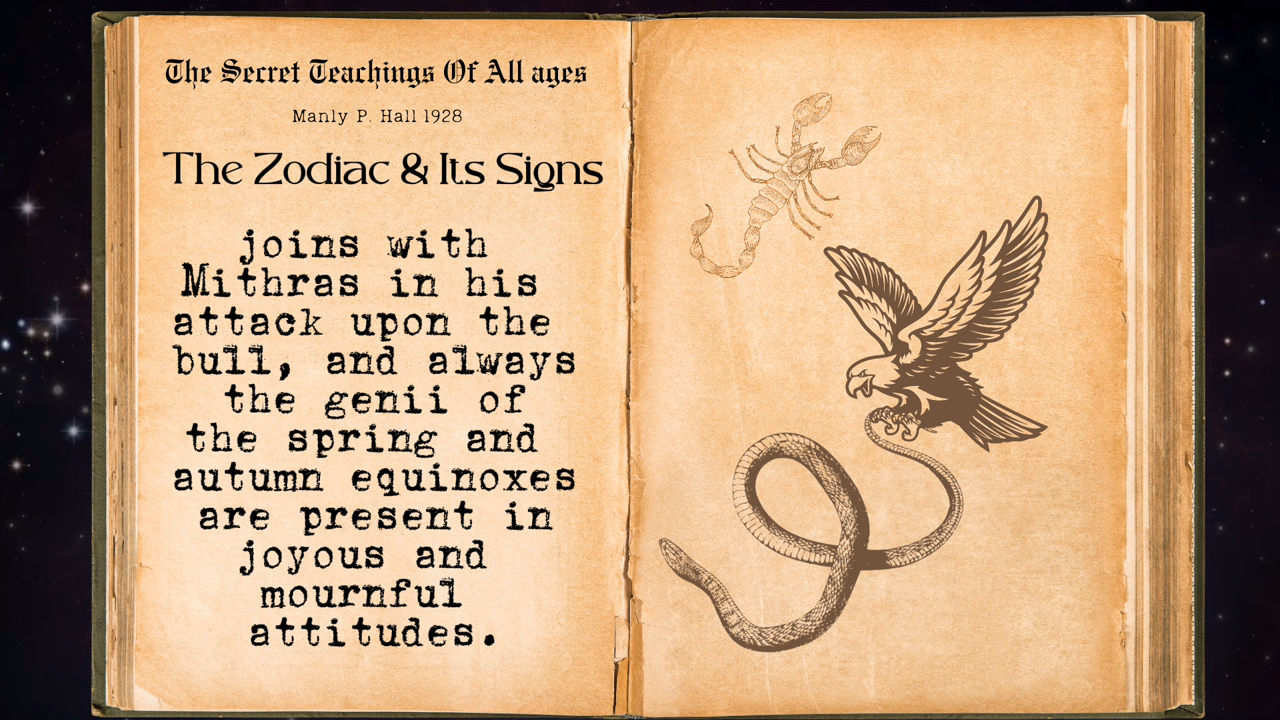 The Secret Teachings Of All ages
Manly P. Hall 1928
The Zodiac & Its Signs
joins with
Mithras in his
attack upon the
bull, and always
the genii of
the spring and
autumn equinoxes
are present in
joyous and
mournful
attitudes.